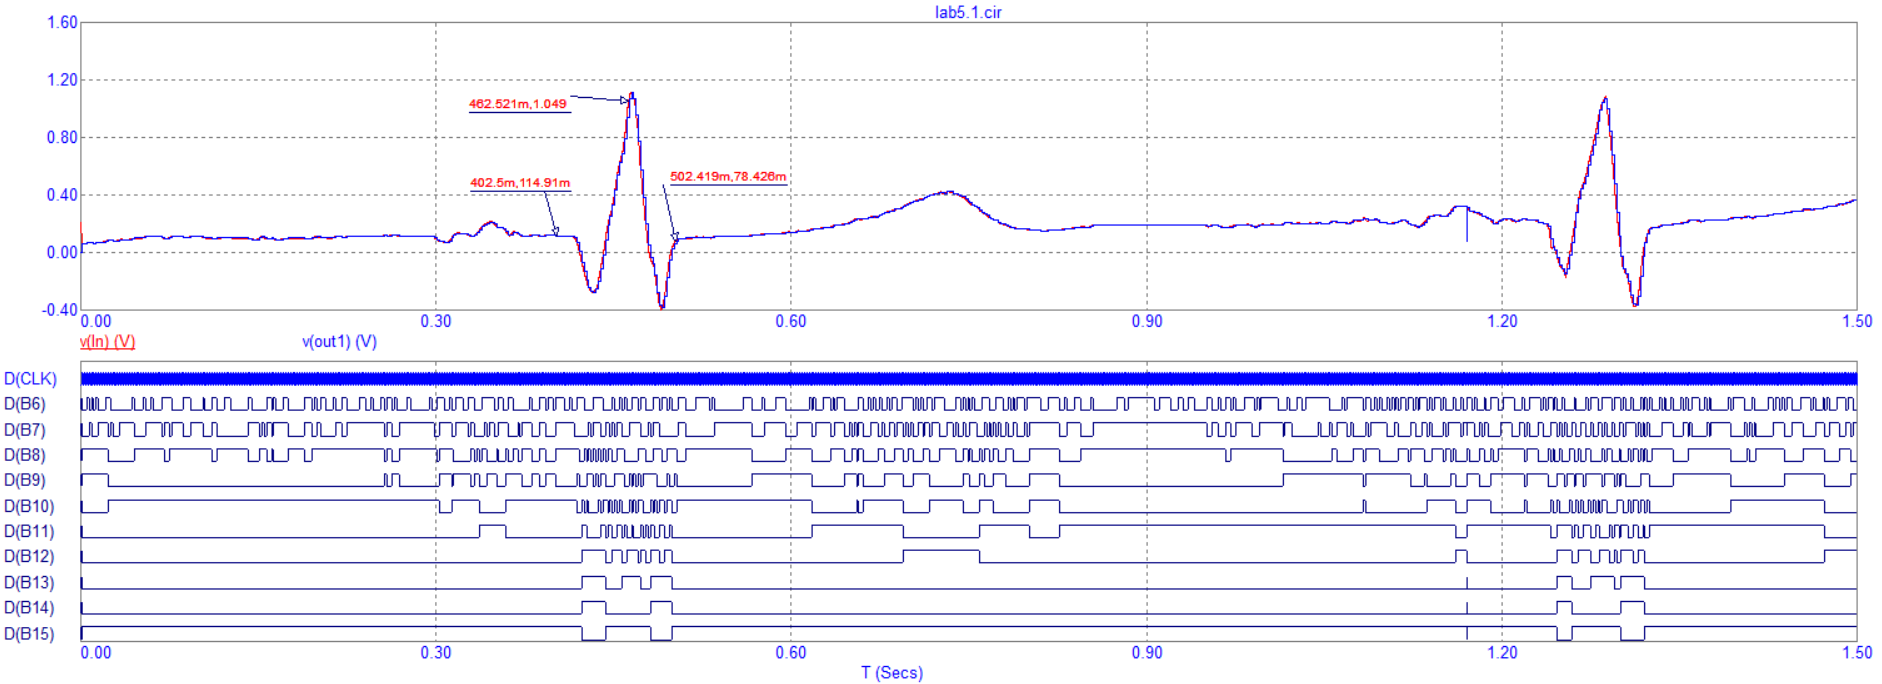 lab5.1.cir
1.60
1.20
0.80
0.40
0.00
-0.40
462.521m,1.049
402.5m,114.91m
502.419m,78.426m
0.00 0.30 0.60 0.90 1.20 1.50
v(In) (V) v(out1) (V)
D(CLK)
D(B6)
D(B7)
D(B8)
D(B9)
D(B10)
D(B11)
D(B12)
D(B13)
D(B14)
D(B15)
0.00 0.30 0.60 0.90 1.20 1.50
T (Secs)